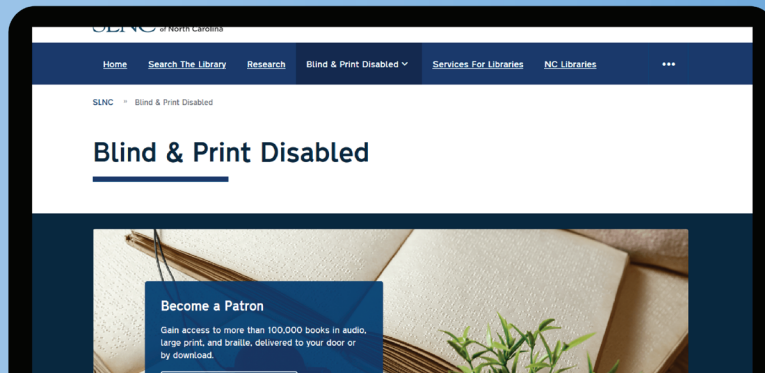 SLNC of North Carolina
Home Search The Library Research Blind & Print Disabled Services For Libraries NC Libraries •••
SLNC Blind & Print Disabled
Blind & Print Disabled
Become a Patron
Gain access to more than 100,000 books in audio,
large print, and braille, delivered to your door or
by download.